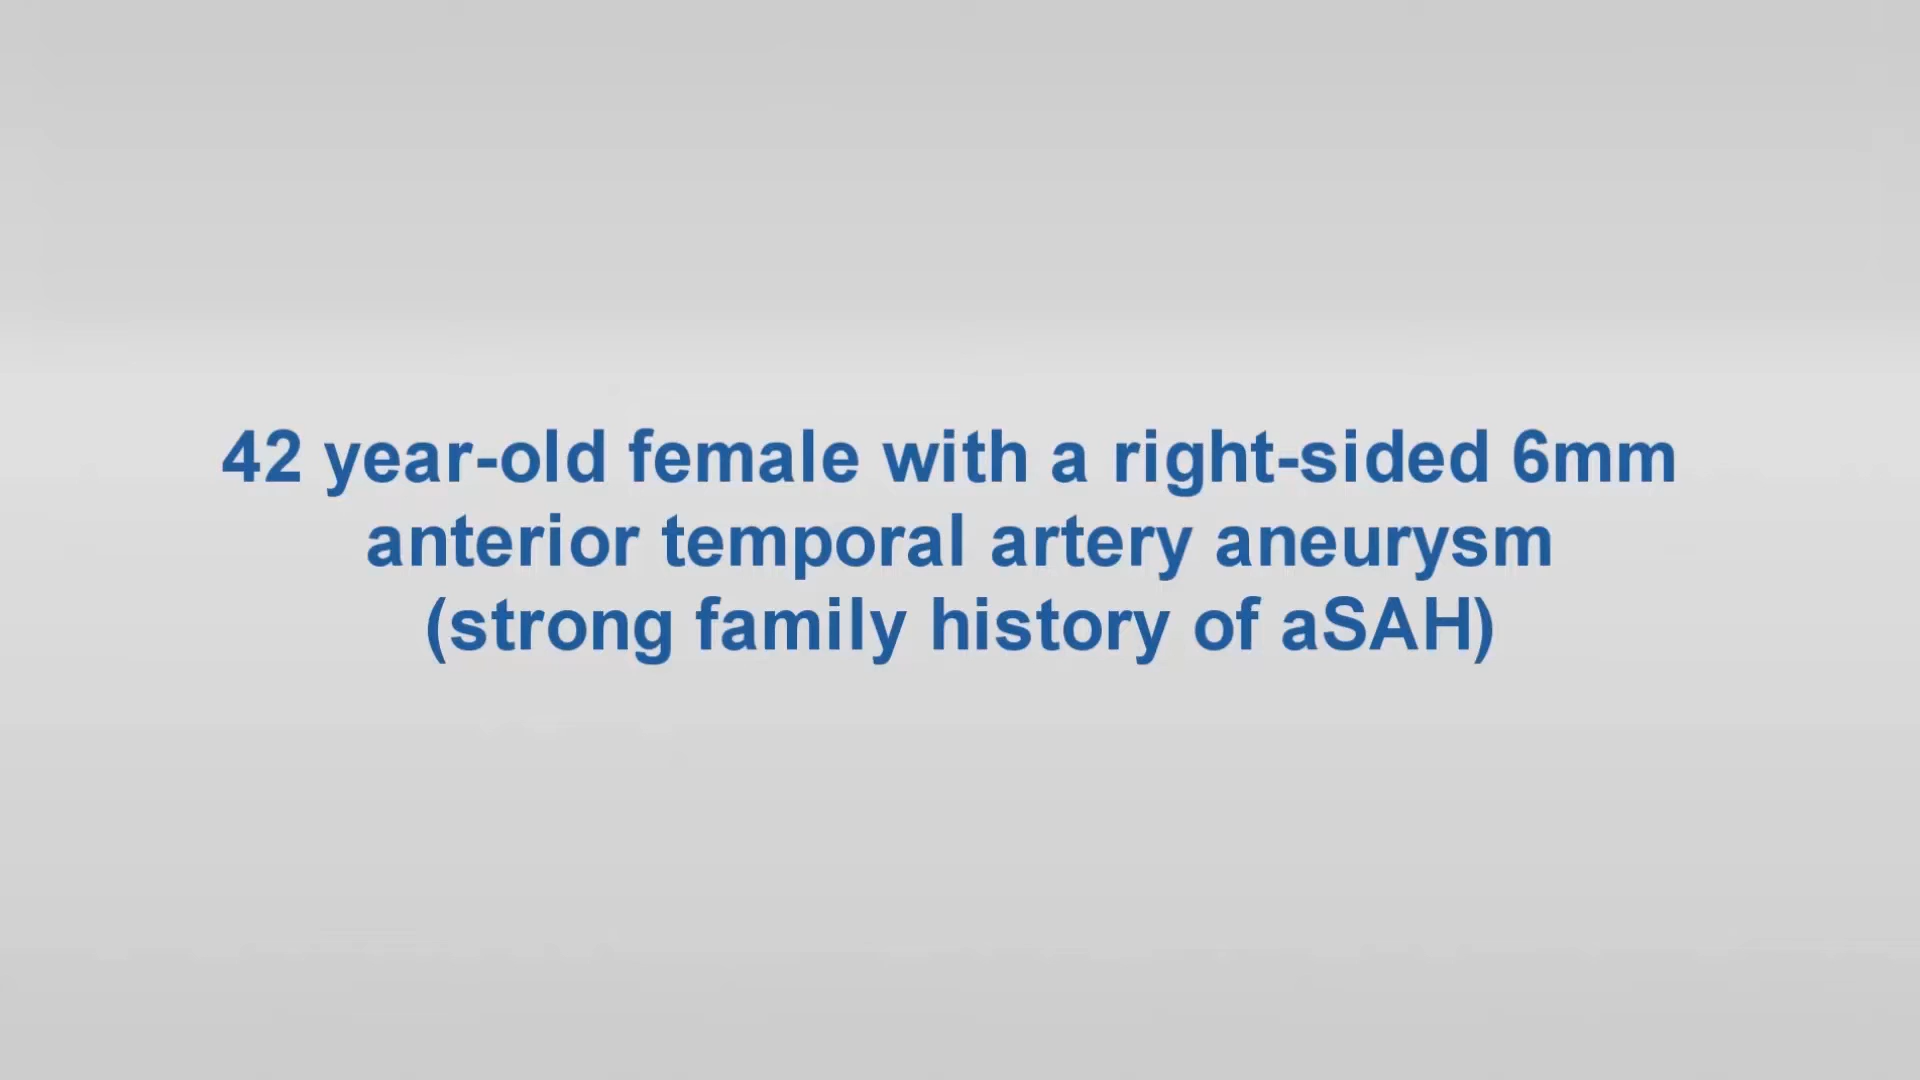 42 year-old female with a right-sided 6mm
anterior temporal artery aneurysm
(strong family history of aSAH)